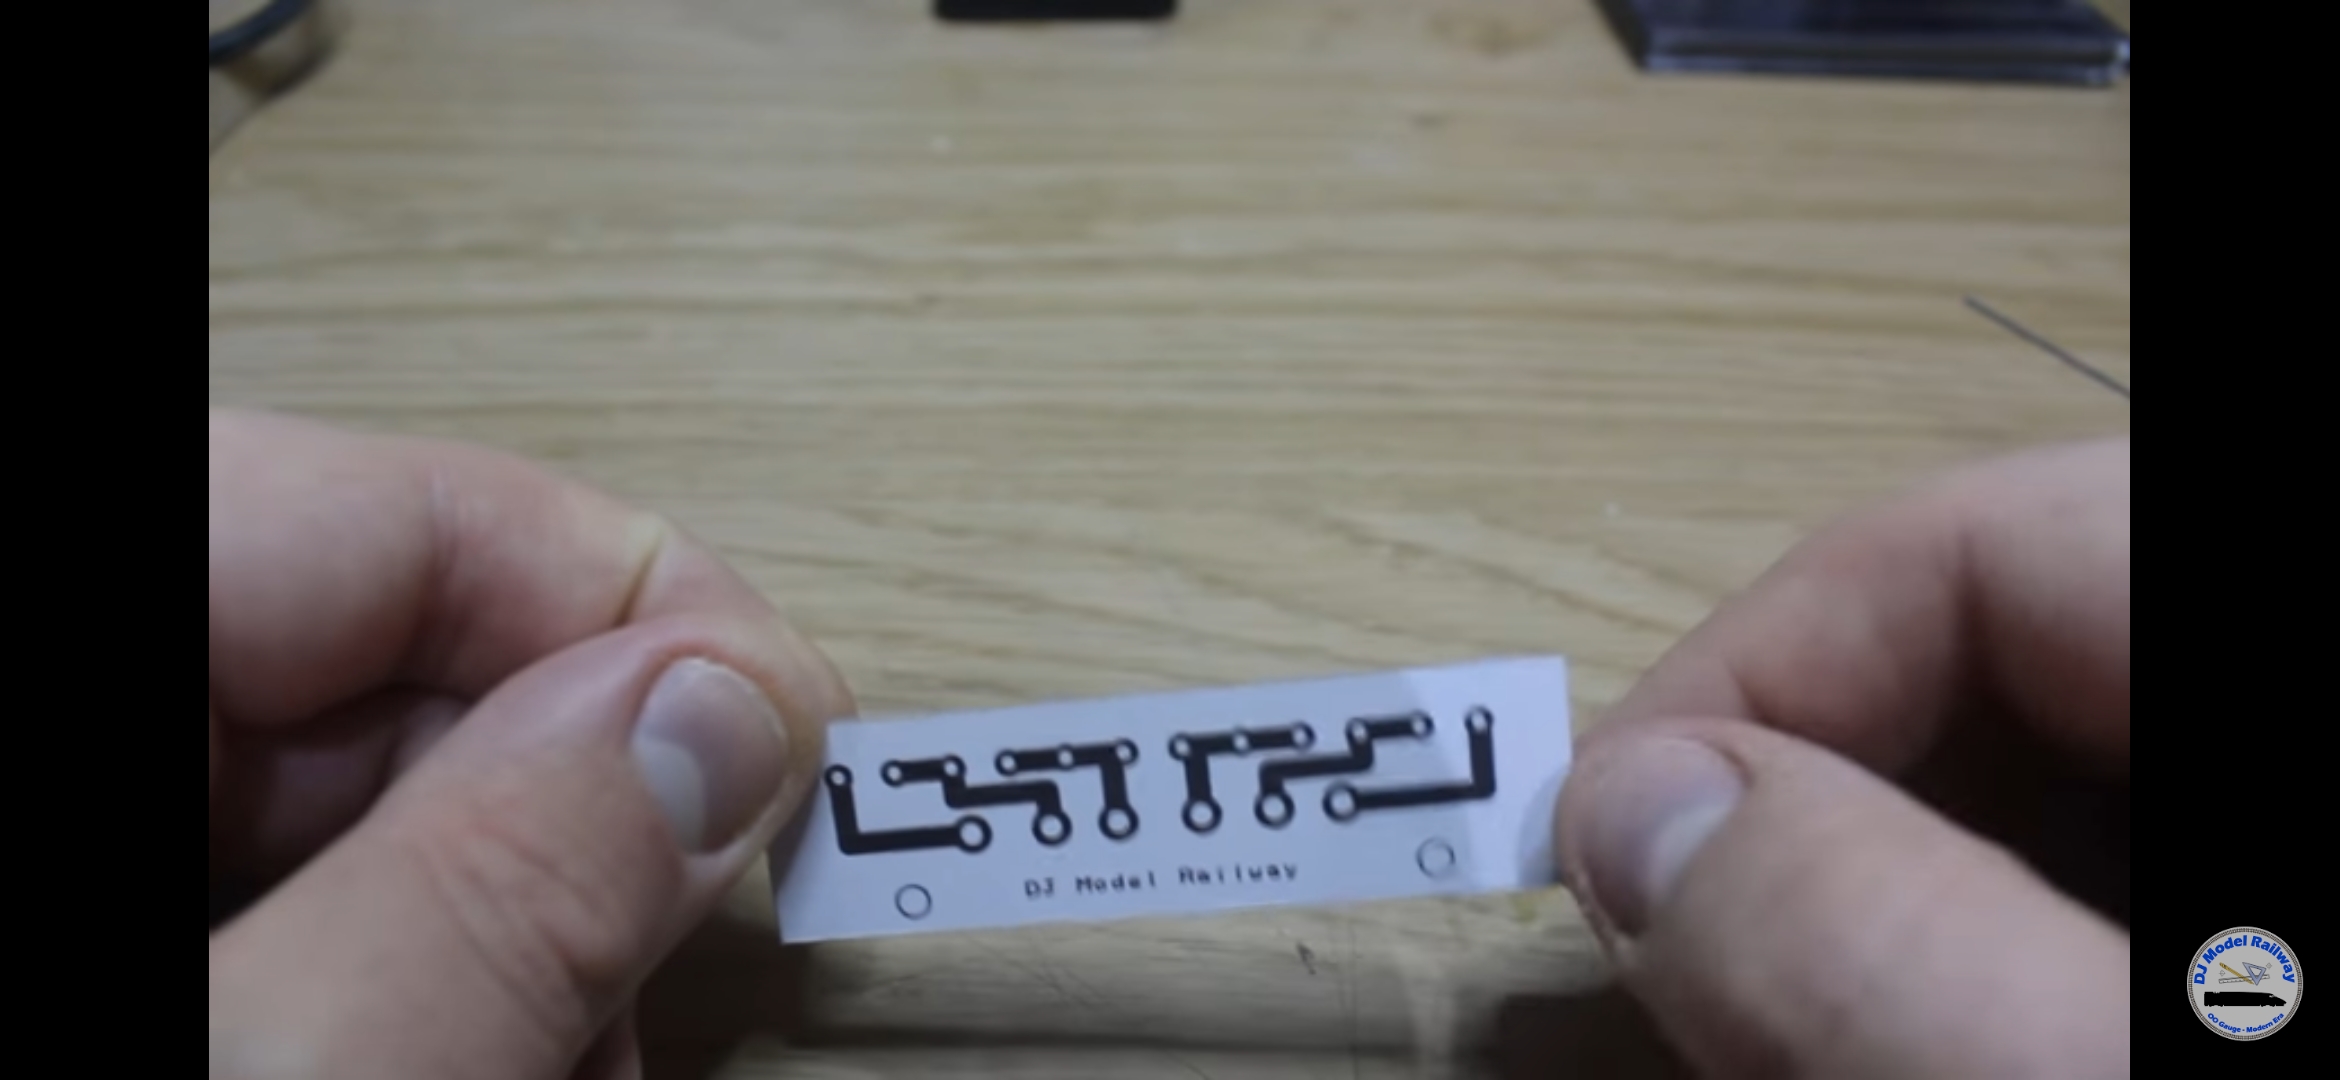 DJ Model Railway
DJ Model Railway
OO Gauge - Modern Era